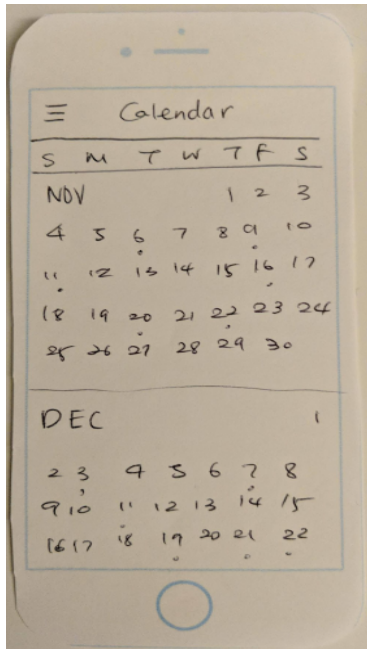 Calendar
S M T W T F S
NOV 1 2 3
4 5 6 7 8 9 10
11 12 13 14 15 16 17
18 19 20 21 22 23 24
25 26 27 28 29 30
DEC 1
2 3 4 5 6 7 8
9 10 11 12 13 14 15
16 17 18 19 20 21 22